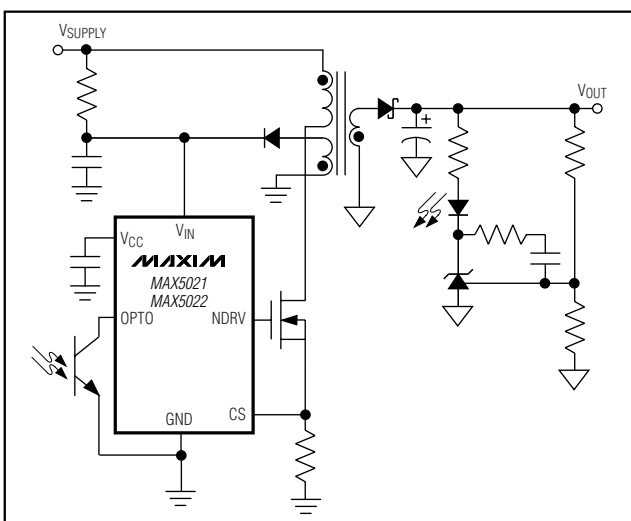 VSUPPLY
VOUT
VCC
VIN
MAXIM
MAX5021
MAX5022
OPTO
NDRV
GND
CS
+